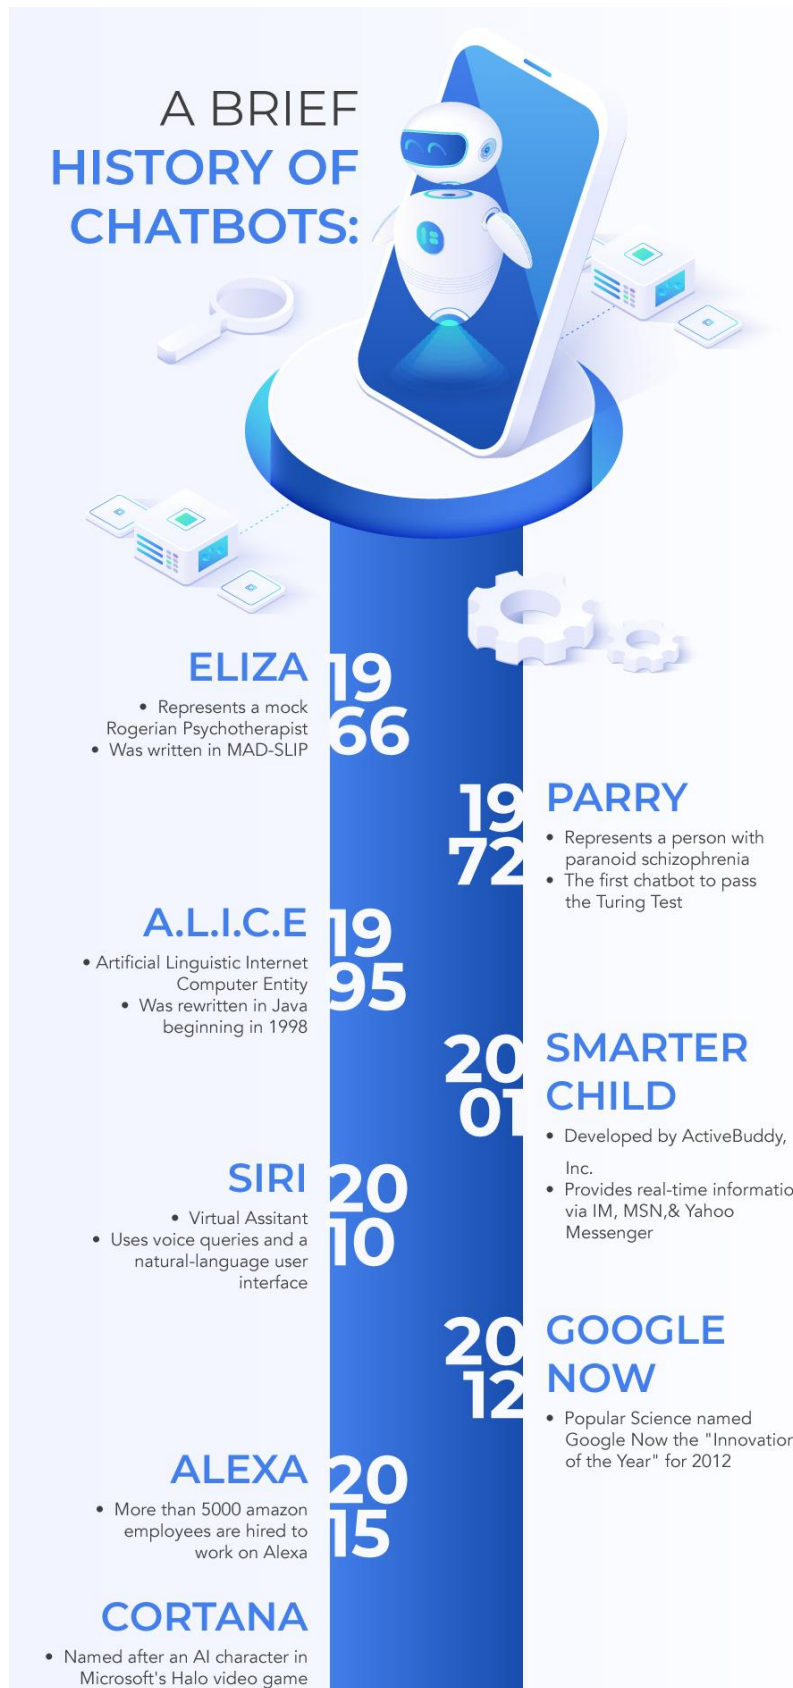 A BRIEF
HISTORY OF
CHATBOTS:
ELIZA
19
66
• Represents a mock
Rogerian Psychotherapist
• Was written in MAD-SLIP
19
72
PARRY
• Represents a person with
paranoid schizophrenia
• The first chatbot to pass
the Turing Test
A.L.I.C.E
19
95
• Artificial Linguistic Internet
Computer Entity
• Was rewritten in Java
beginning in 1998
20
01
SMARTER
CHILD
• Developed by ActiveBuddy,
Inc.
• Provides real-time informatio
via IM, MSN,& Yahoo
Messenger
SIRI
20
10
• Virtual Assitant
• Uses voice queries and a
natural-language user
interface
20
12
GOOGLE
NOW
• Popular Science named
Google Now the "Innovation
of the Year" for 2012
ALEXA
20
15
• More than 5000 amazon
employees are hired to
work on Alexa
CORTANA
• Named after an AI character in
Microsoft's Halo video game